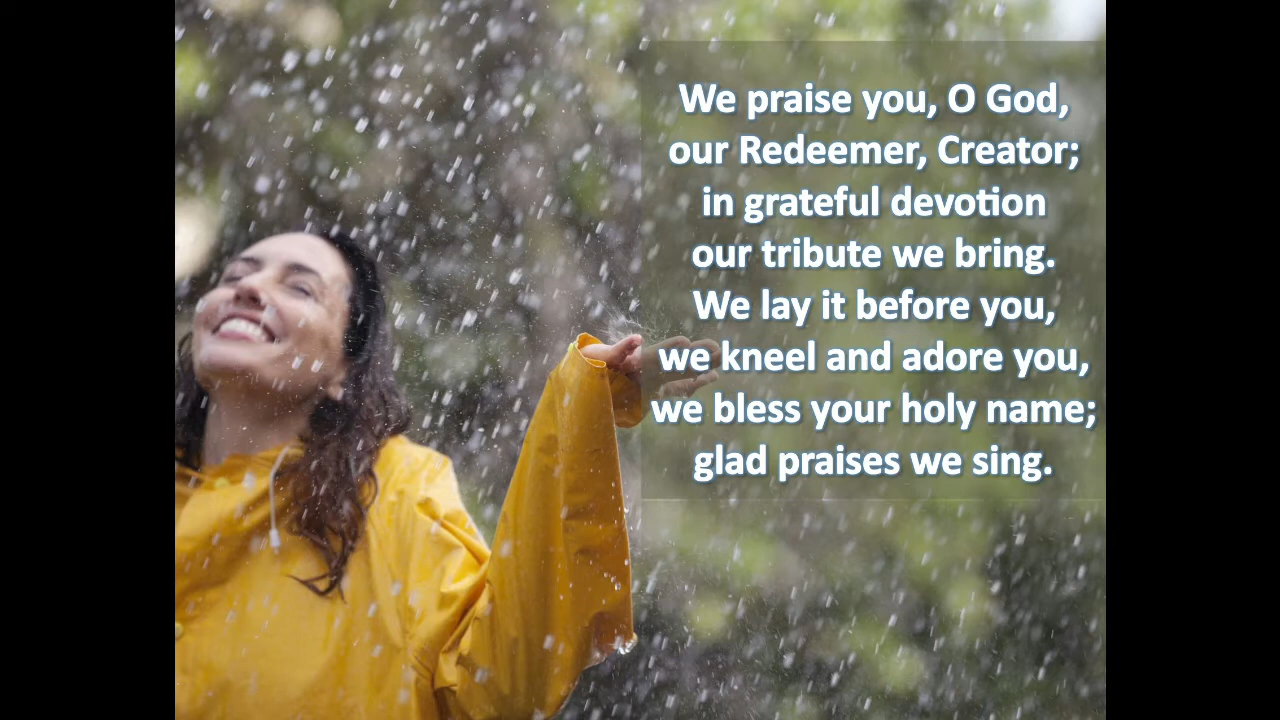 We praise you, O God,
our Redeemer, Creator;
in grateful devotion
our tribute we bring.
We lay it before you,
we kneel and adore you,
we bless your holy name;
glad praises we sing.